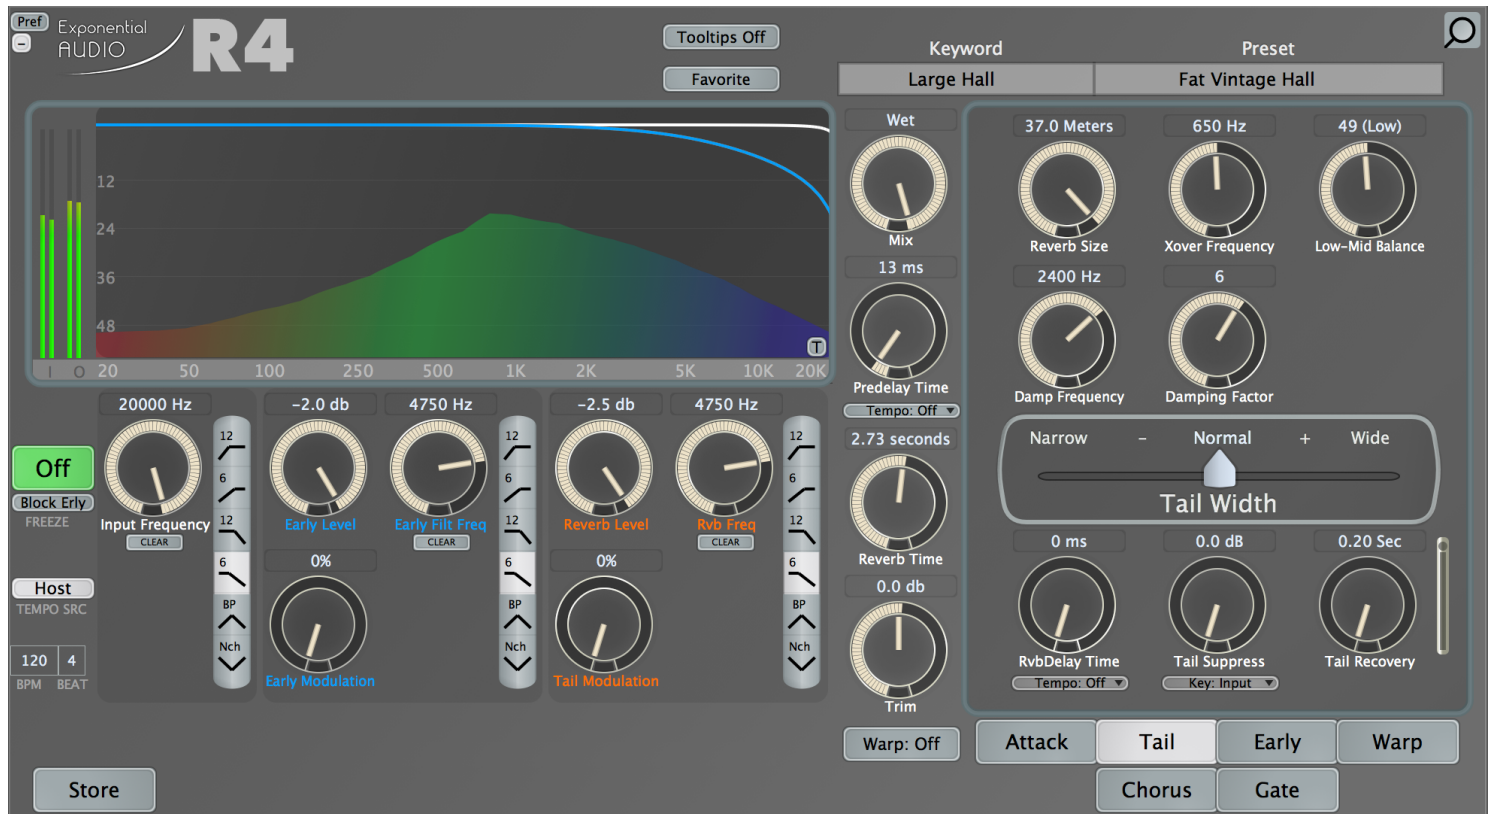 Pref
Exponential
AUDIO
R4
Tooltips Off
Favorite
Keyword
Preset
Large Hall
Fat Vintage Hall
12
24
36
48
T
I
O
20
50
100
250
500
1K
2K
5K
10K
20K
Wet
Mix
13 ms
Predelay Time
Tempo: Off
2.73 seconds
Reverb Time
0.0 db
Trim
Warp: Off
37.0 Meters
650 Hz
49 (Low)
Reverb Size
Xover Frequency
Low-Mid Balance
2400 Hz
6
Damp Frequency
Damping Factor
Narrow
-
Normal
+
Wide
Tail Width
0 ms
0.0 dB
0.20 Sec
RvbDelay Time
Tail Suppress
Tail Recovery
Tempo: Off
Key: Input
Attack
Tail
Early
Warp
Chorus
Gate
Off
Block Erly
FREEZE
Host
TEMPO SRC
120
4
BPM
BEAT
20000 Hz
Input Frequency
CLEAR
12
6
12
6
BP
Nch
-2.0 db
4750 Hz
Early Level
Early Filt Freq
CLEAR
0%
Early Modulation
12
6
12
6
BP
Nch
-2.5 db
4750 Hz
Reverb Level
Rvb Freq
CLEAR
0%
Tail Modulation
12
6
12
6
BP
Nch
Store